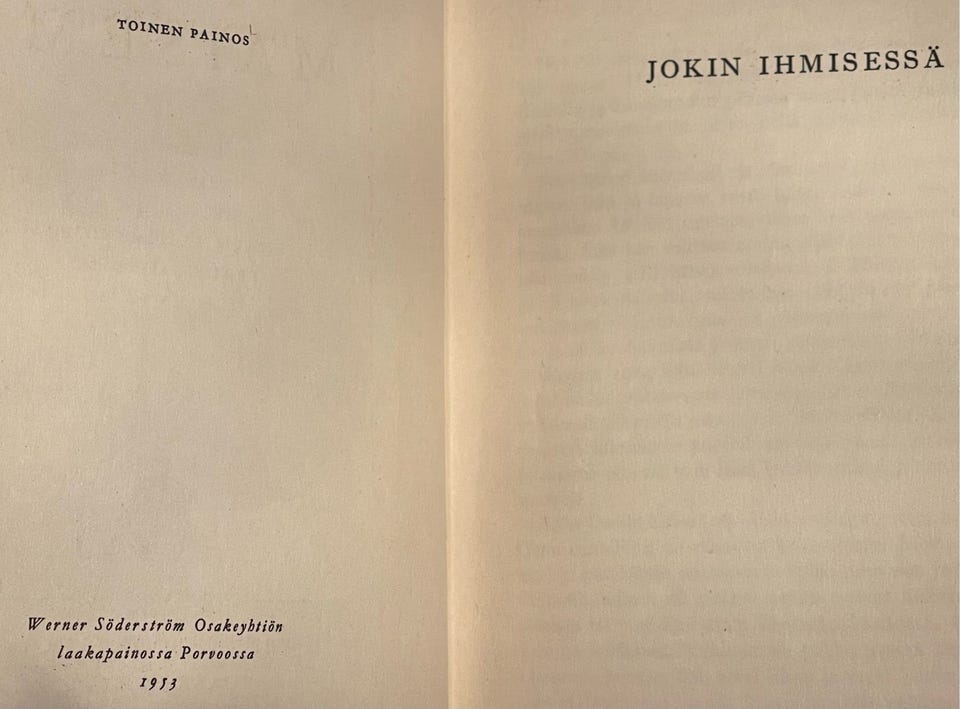 TOINEN PAINOS
Werner Söderström Osakeyhtiön
laakapainossa Porvoossa
1953
JOKIN IHMISESSÄ